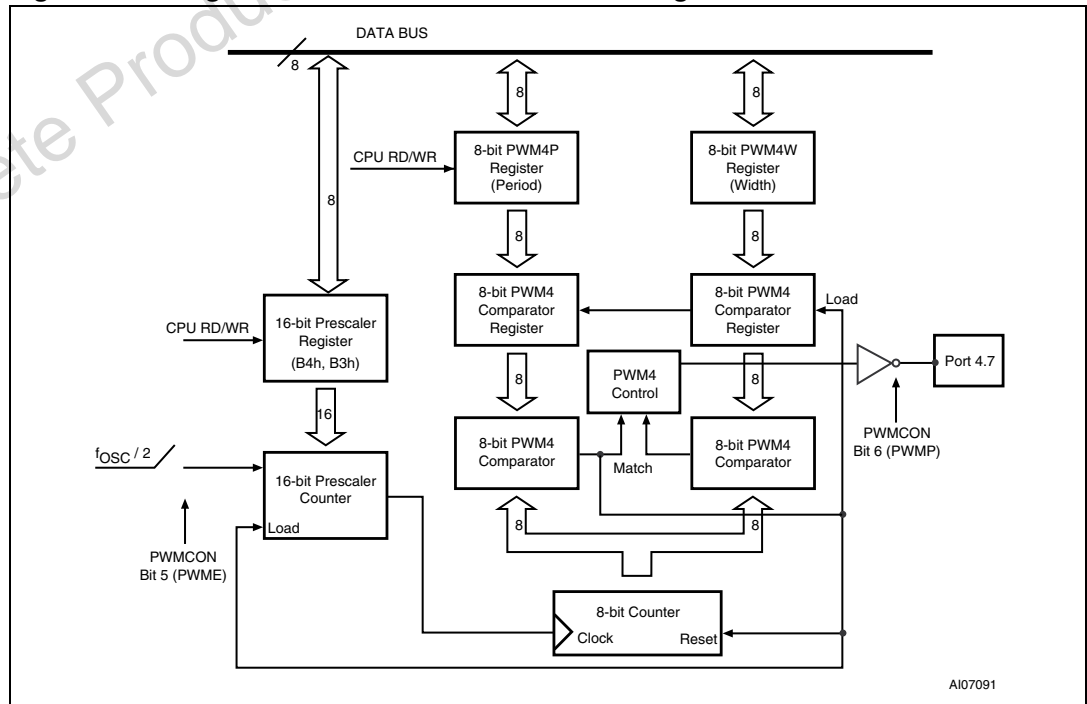 ete Produc
DATA BUS
8
8
8
CPU RD/WR
8-bit PWM4P
Register
(Period)
8-bit PWM4W
Register
(Width)
8
8
8
CPU RD/WR
16-bit Prescaler
Register
(B4h, B3h)
8-bit PWM4
Comparator
Register
8-bit PWM4
Comparator
Register
Load
8
PWM4
Control
8
Port 4.7
16
8-bit PWM4
Comparator
Match
8-bit PWM4
Comparator
PWMCON
Bit 6 (PWMP)
fOSC / 2
16-bit Prescaler
Counter
Load
8
8
PWMCON
Bit 5 (PWME)
8-bit Counter
Clock
Reset
AI07091